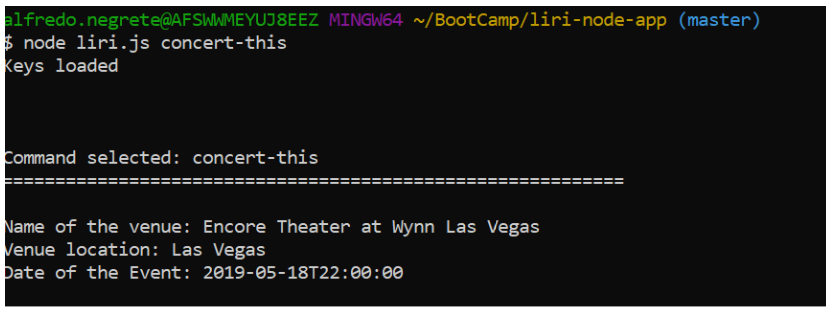 alfredo.negrete@AFSWWMEYUJ8EEZ MINGW64 ~/BootCamp/liri-node-app (master)
$ node liri.js concert-this
Keys loaded
Command selected: concert-this
===========================================================
Name of the venue: Encore Theater at Wynn Las Vegas
Venue location: Las Vegas
Date of the Event: 2019-05-18T22:00:00